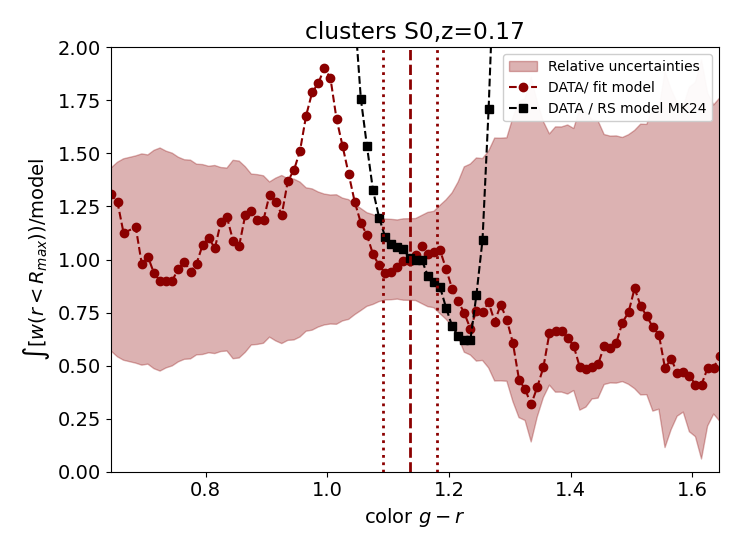 clusters S0,z=0.17
∫[w(r < R_{max}))/model
2.00
1.75
1.50
1.25
1.00
0.75
0.50
0.25
0.00
Relative uncertainties
DATA/ fit model
DATA / RS model MK24
0.8 1.0 1.2 1.4 1.6
color g − r